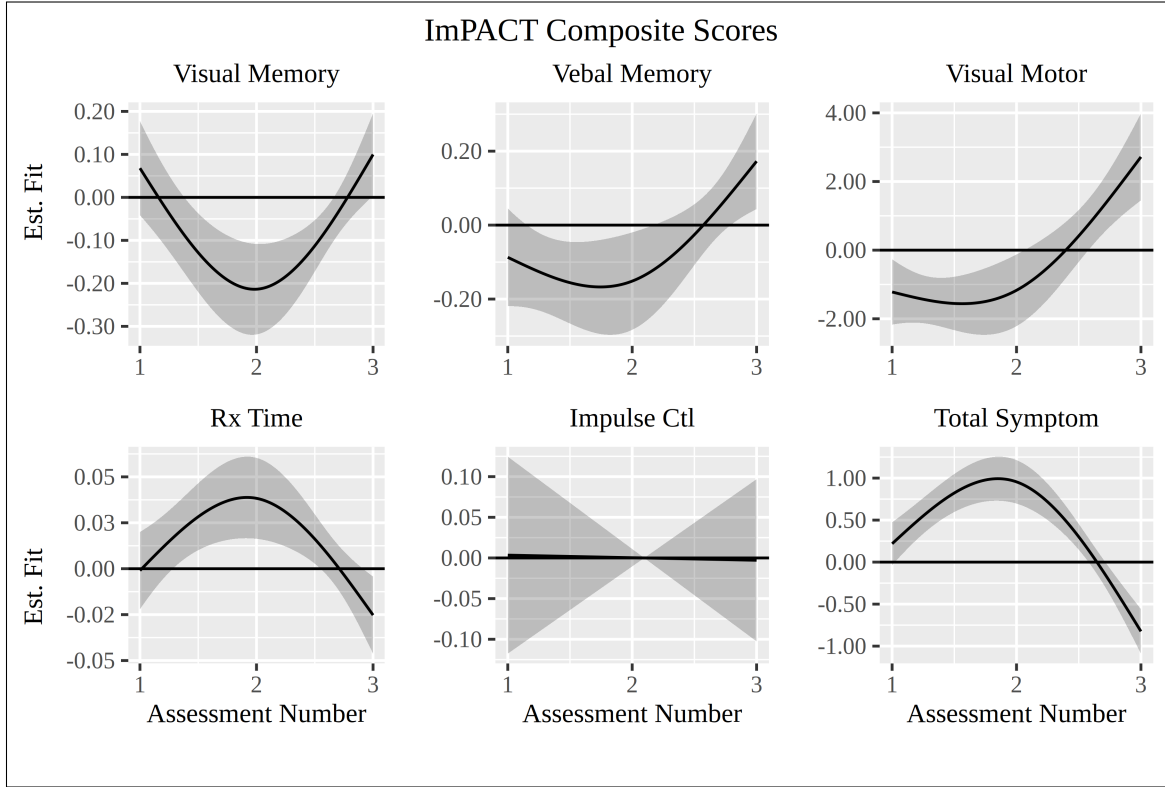 ImPACT Composite Scores
Visual Memory
Vebal Memory
Visual Motor
Est. Fit
0.20
0.10
0.00
-0.10
-0.20
-0.30
1 2 3
0.20
0.00
-0.20
1 2 3
4.00
2.00
0.00
-2.00
1 2 3
Rx Time
Impulse Ctl
Total Symptom
Est. Fit
0.05
0.03
0.00
-0.02
-0.05
1 2 3
Assessment Number
0.10
0.05
0.00
-0.05
-0.10
1 2 3
Assessment Number
1.00
0.50
0.00
-0.50
-1.00
1 2 3
Assessment Number